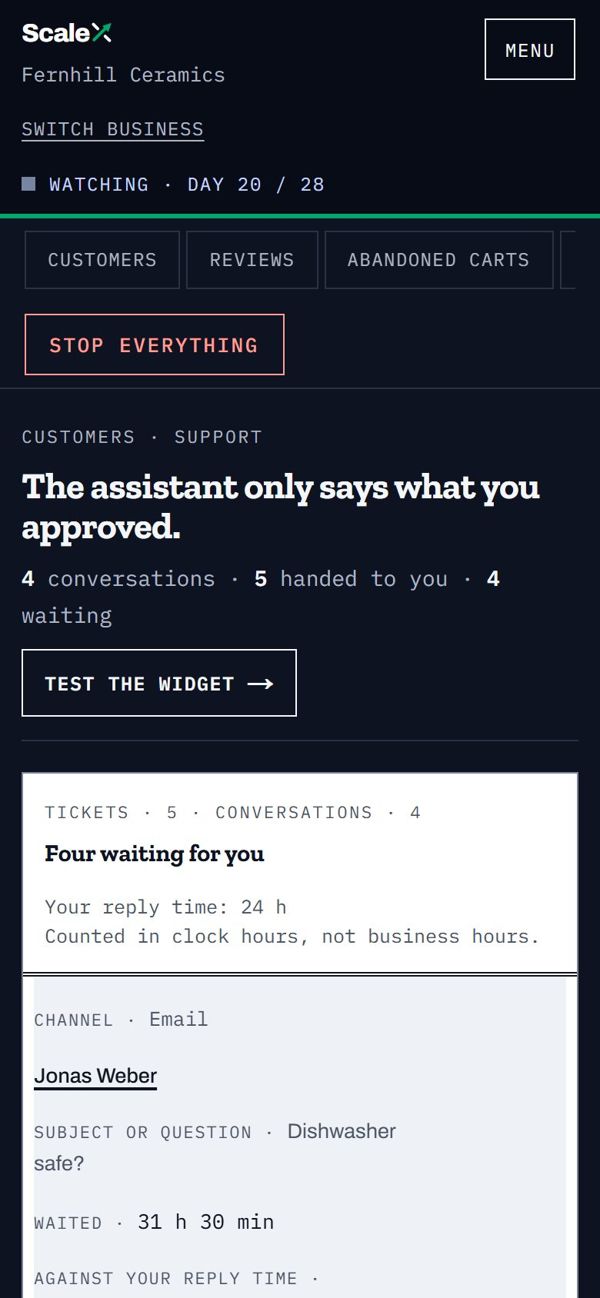 Scale
Fernhill Ceramics
MENU
SWITCH BUSINESS
WATCHING · DAY 20 / 28
CUSTOMERS
REVIEWS
ABANDONED CARTS
STOP EVERYTHING
CUSTOMERS · SUPPORT
The assistant only says what you
approved.
4 conversations · 5 handed to you · 4
waiting
TEST THE WIDGET →
TICKETS · 5 · CONVERSATIONS · 4
Four waiting for you
Your reply time: 24 h
Counted in clock hours, not business hours.
CHANNEL · Email
Jonas Weber
SUBJECT OR QUESTION · Dishwasher
safe?
WAITED · 31 h 30 min
AGAINST YOUR REPLY TIME ·